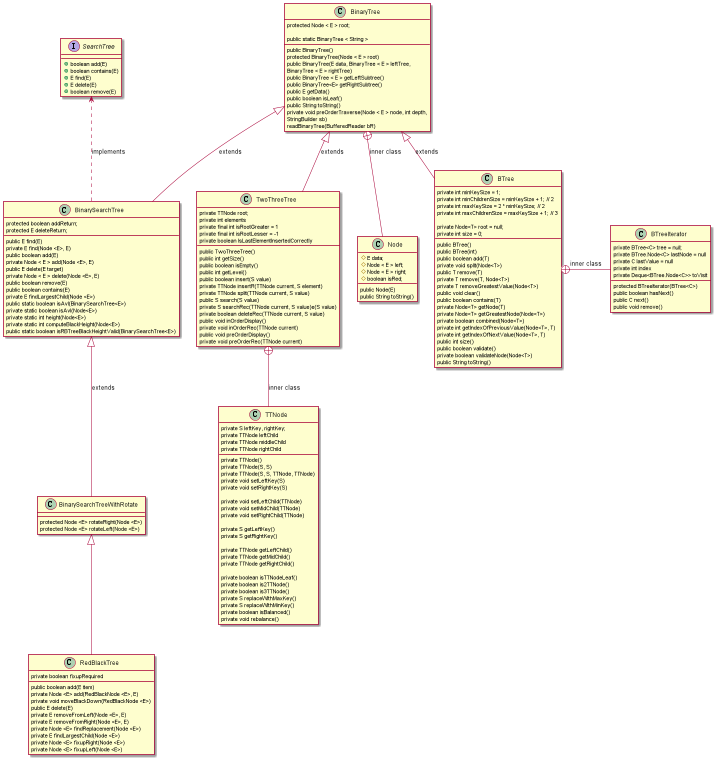 C BinaryTree
protected Node < E > root;
public static BinaryTree < String >
public BinaryTree()
protected BinaryTree(Node < E > root)
public BinaryTree(E data, BinaryTree < E > leftTree,
BinaryTree < E > rightTree)
public BinaryTree < E > getLeftSubtree()
public BinaryTree<E> getRightSubtree()
public E getData()
public boolean isLeaf()
public String toString()
private void preOrderTraverse(Node < E > node, int depth,
StringBuilder sb)
readBinaryTree(BufferedReader bR)
I SearchTree
boolean add(E)
boolean contains(E)
E find(E)
E delete(E)
boolean remove(E)
implements
extends
extends
inner class
extends
C BinarySearchTree
protected boolean addReturn;
protected E deleteReturn;
public E find(E)
private E find(Node <E>, E)
public boolean add(E)
private Node < E > add(Node <E>, E)
public E delete(E target)
private Node < E > delete(Node <E>, E)
public boolean remove(E)
public boolean contains(E)
private E findLargestChild(Node <E>)
public static boolean isAvl(BinarySearchTree<E>)
private static boolean isAvl(Node<E>)
private static int height(Node<E>)
private static int computeBlackHeight(Node<E>)
public static boolean isRBTreeBlackHeightValid(BinarySearchTree<E>)
C TwoThreeTree
private TTNode root;
private int elements
private final int isRootGreater = 1
private final int isRootLesser = -1
private boolean isLastElementInsertedCorrectly
public TwoThreeTree()
public int getSize()
public boolean isEmpty()
public int getLevel()
public boolean insert(S value)
private TTNode insertR(TTNode current, S element)
private TTNode split(TTNode current, S value)
public S search(S value)
private S searchRec(TTNode current, S value)e(S value)
private boolean deleteRec(TTNode current, S value)
public void inOrderDisplay()
private void inOrderRec(TTNode current)
public void preOrderDisplay()
private void preOrderRec(TTNode current)
C Node
E data;
Node < E > left;
Node < E > right;
boolean isRed;
public Node(E)
public String toString()
C BTree
private int minKeySize = 1;
private int minChildrenSize = minKeySize + 1; // 2
private int maxKeySize = 2 * minKeySize; // 2
private int maxChildrenSize = maxKeySize + 1; // 3
private Node<T> root = null;
private int size = 0;
public BTree()
public BTree(int)
public boolean add(T)
private void split(Node<T>)
public T remove(T)
private T remove(T, Node<T>)
private T removeGreatestValue(Node<T>)
public void clear()
public boolean contains(T)
private Node<T> getNode(T)
private Node<T> getGreatestNode(Node<T>)
private boolean combined(Node<T>)
private int getIndexOfPreviousValue(Node<T>, T)
private int getIndexOfNextValue(Node<T>, T)
public int size()
public boolean validate()
private boolean validateNode(Node<T>)
public String toString()
inner class
C BTreeIterator
private BTree<C> tree = null;
private BTree.Node<C> lastNode = null
private C lastValue = null
private int index
private Deque<BTree.Node<C>> toVisit
protected BTreeIterator(BTree<C>)
public boolean hasNext()
public C next()
public void remove()
extends
inner class
C TTNode
private S leftKey, rightKey;
private TTNode leftChild
private TTNode middleChild
private TTNode rightChild
private TTNode()
private TTNode(S, S)
private TTNode(S, S, TTNode, TTNode)
private void setLeftKey(S)
private void setRightKey(S)
private void setLeftChild(TTNode)
private void setMidChild(TTNode)
private void setRightChild(TTNode)
private S getLeftKey()
private S getRightKey()
private TTNode getLeftChild()
private TTNode getMidChild()
private TTNode getRightChild()
private boolean isTTNodeLeaf()
private boolean is2TTNode()
private boolean is3TTNode()
private S replaceWithMaxKey()
private S replaceWithMinKey()
private boolean isBalanced()
private void rebalance()
C BinarySearchTreeWithRotate
protected Node <E> rotateRight(Node <E>)
protected Node <E> rotateLeft(Node <E>)
C RedBlackTree
private boolean fixupRequired
public boolean add(E item)
private Node <E> add(RedBlackNode <E>, E)
private void moveBlackDown(RedBlackNode <E>)
public E delete(E)
private E removeFromLeft(Node <E>, E)
private E removeFromRight(Node <E>, E)
private Node <E> findReplacement(Node <E>)
private E findLargestChild(Node <E>)
private Node <E> fixupRight(Node <E>)
private Node <E> fixupLeft(Node <E>)